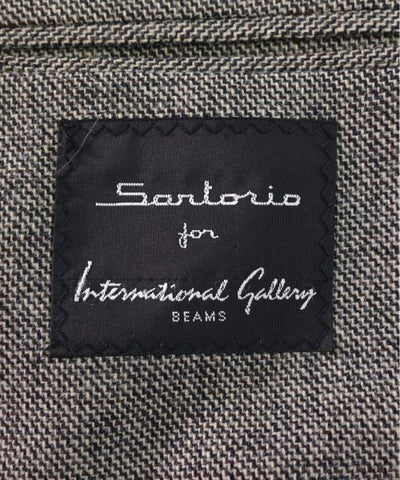 Sartorio
for
International Gallery
BEAMS